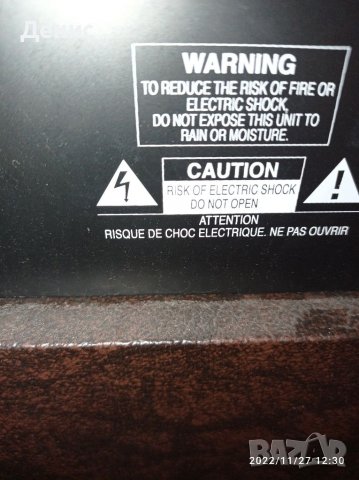 Денис
WARNING
TO REDUCE THE RISK OF FIRE OR
ELECTRIC SHOCK,
DO NOT EXPOSE THIS UNIT TO
RAIN OR MOISTURE.
CAUTION
RISK OF ELECTRIC SHOCK
DO NOT OPEN
ATTENTION
RISQUE DE CHOC ELECTRIQUE. NE PAS OUVRIR
2022/11/27 12:30
BAZAR